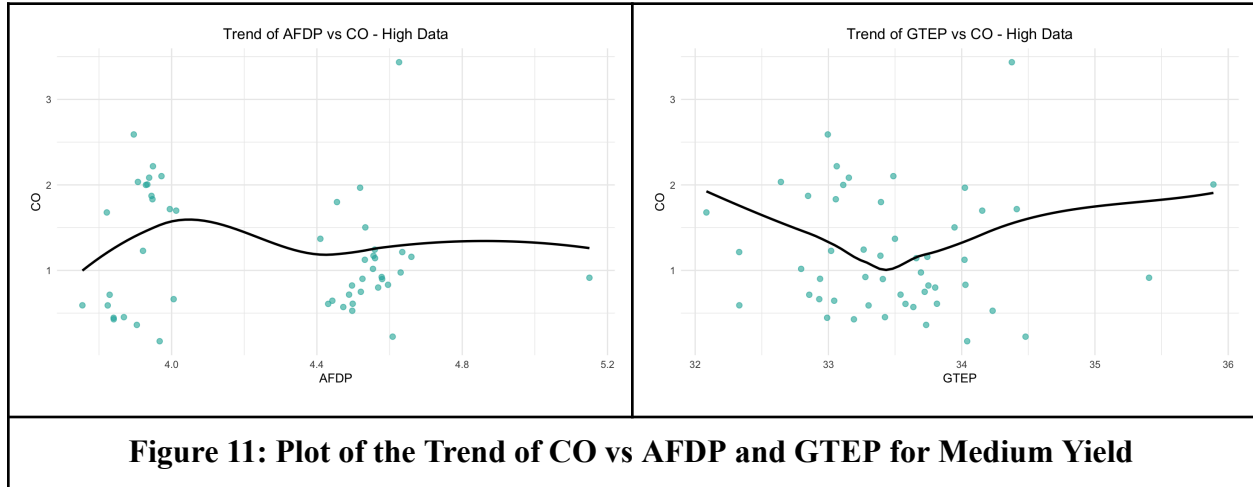 Trend of AFDP vs CO - High Data
3
2
1
CO
4.0
4.4
4.8
5.2
AFDP
Trend of GTEP vs CO - High Data
3
2
1
CO
32
33
34
35
36
GTEP
Figure 11: Plot of the Trend of CO vs AFDP and GTEP for Medium Yield